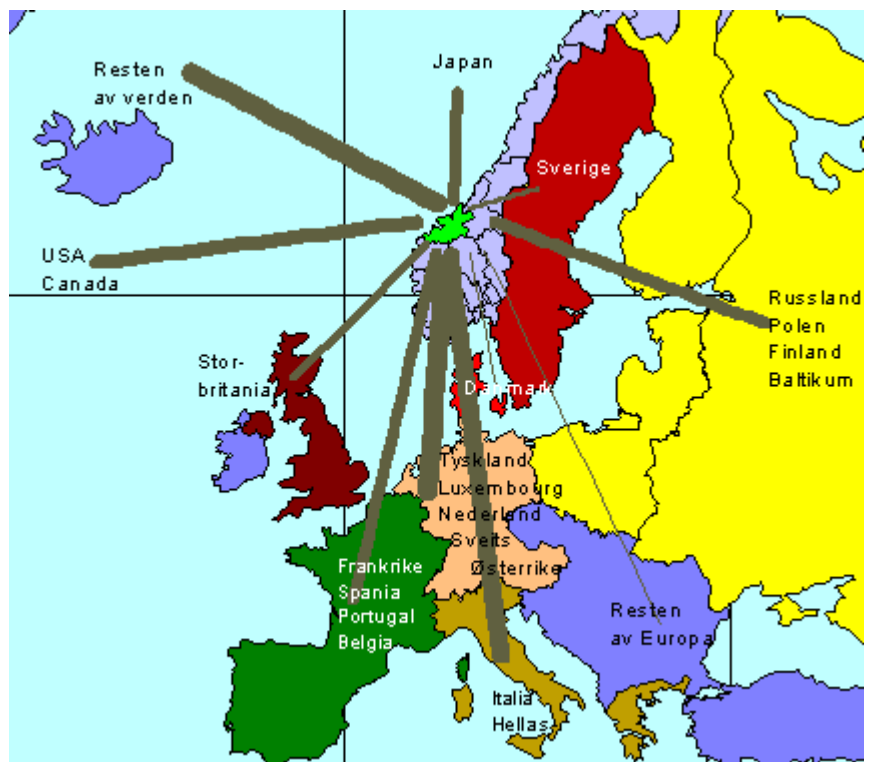 Resten
av verden
Japan
Sverige
USA
Canada
Russland
Polen
Finland
Baltikum
Stor-
britania
Danmark
Tyskland
Luxembourg
Nederland
Sveits
Østerrike
Frankrike
Spania
Portugal
Belgia
Resten
av Europa
Italia
Hellas